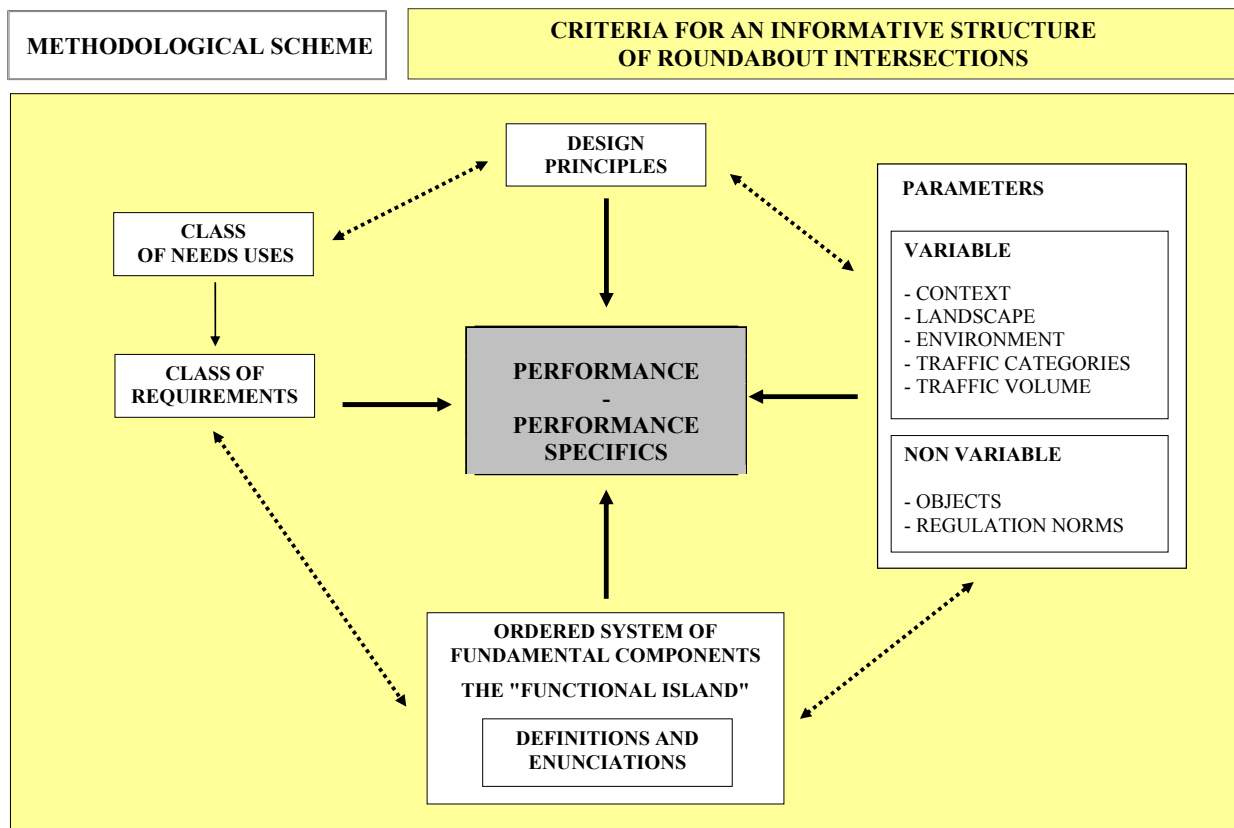 METHODOLOGICAL SCHEME
CRITERIA FOR AN INFORMATIVE STRUCTURE
OF ROUNDABOUT INTERSECTIONS
DESIGN
PRINCIPLES
CLASS
OF NEEDS USES
CLASS OF
REQUIREMENTS
PERFORMANCE
-
PERFORMANCE
SPECIFICS
PARAMETERS
VARIABLE
- CONTEXT
- LANDSCAPE
- ENVIRONMENT
- TRAFFIC CATEGORIES
- TRAFFIC VOLUME
NON VARIABLE
- OBJECTS
- REGULATION NORMS
ORDERED SYSTEM OF
FUNDAMENTAL COMPONENTS
THE "FUNCTIONAL ISLAND"
DEFINITIONS AND
ENUNCIATIONS